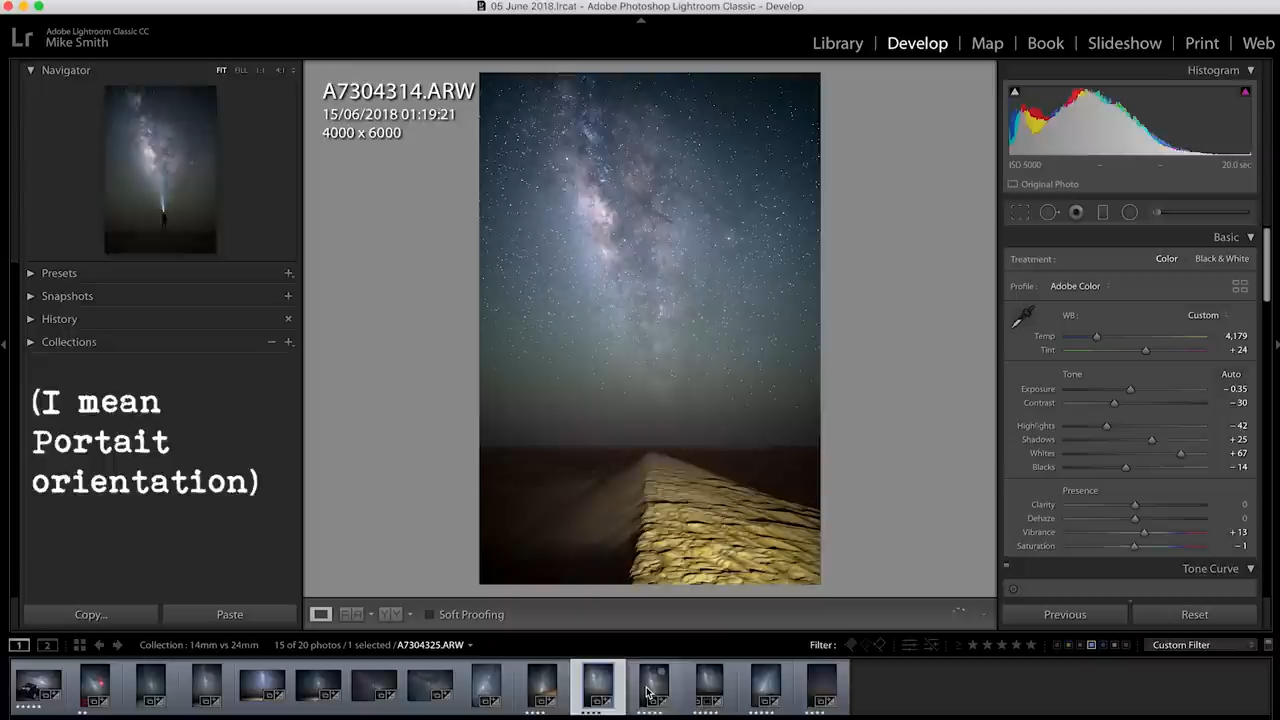 05 June 2018.lrcat - Adobe Photoshop Lightroom Classic - Develop
Lr
Adobe Lightroom Classic CC
Mike Smith
Library | Develop | Map | Book | Slideshow | Print | Web
Navigator
FIT FILL 1:1
Presets
Snapshots
History
Collections
(I mean
Portait
orientation)
Copy...
Paste
A7304314.ARW
15/06/2018 01:19:21
4000 x 6000
Soft Proofing
Histogram
ISO 5000
20.0 sec
Original Photo
Basic
Treatment : Color Black & White
Profile : Adobe Color
WB : Custom
Temp 4,179
Tint + 24
Tone Auto
Exposure − 0.35
Contrast − 30
Highlights − 42
Shadows + 25
Whites + 67
Blacks − 14
Presence
Clarity 0
Dehaze 0
Vibrance + 13
Saturation − 1
Tone Curve
Previous
Reset
1 2
Collection : 14mm vs 24mm
15 of 20 photos / 1 selected / A7304325.ARW
Filter :
Custom Filter